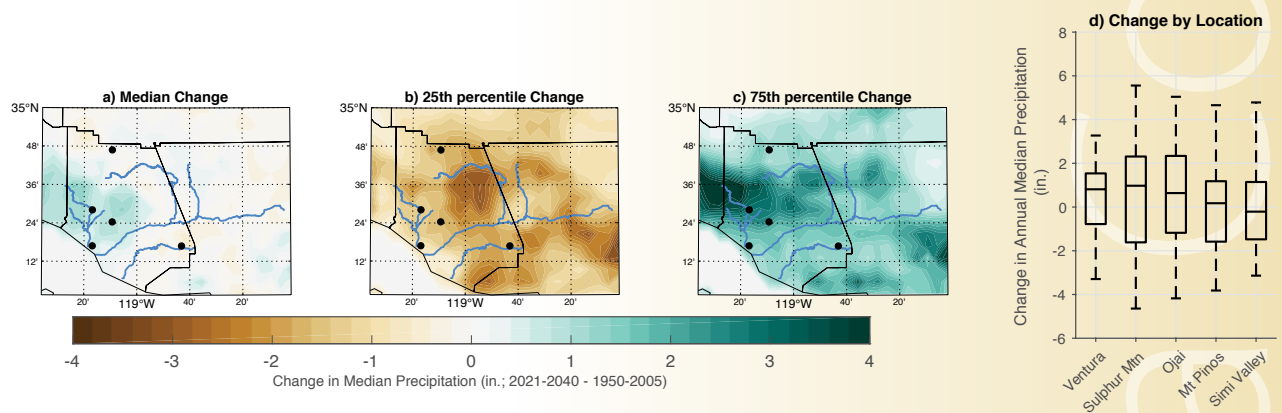 a) Median Change
35°N
48'
36'
24'
12'
20'
119°W
40'
20'
b) 25th percentile Change
35°N
48'
36'
24'
12'
20'
119°W
40'
20'
c) 75th percentile Change
35°N
48'
36'
24'
12'
20'
119°W
40'
20'
-4 -3 -2 -1 0 1 2 3 4
Change in Median Precipitation (in.; 2021-2040 - 1950-2005)
d) Change by Location
Change in Annual Median Precipitation
(in.)
8
6
4
2
0
-2
-4
-6
Ventura
Sulphur Mtn
Ojai
Mt Pinos
Simi Valley